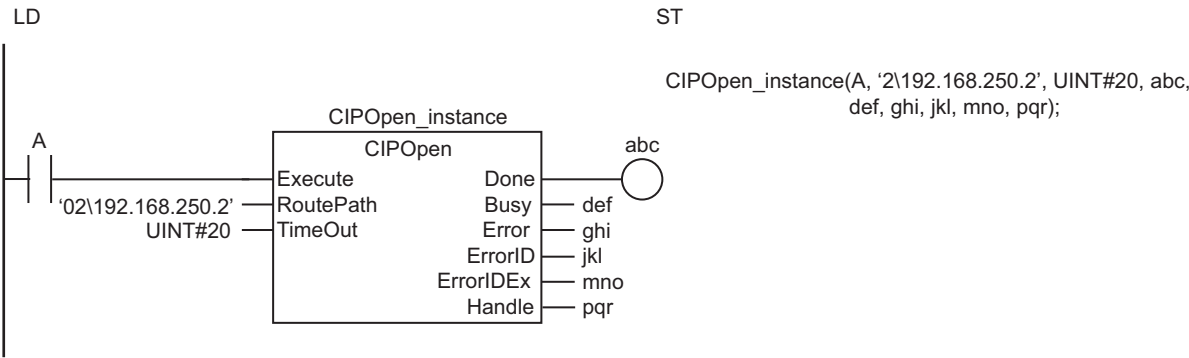 LD
ST
CIPOpen_instance(A, ‘2\192.168.250.2’, UINT#20, abc,
def, ghi, jkl, mno, pqr);
CIPOpen_instance
A
CIPOpen
abc
Execute
Done
‘02\192.168.250.2’
RoutePath
Busy
def
UINT#20
TimeOut
Error
ghi
ErrorID
jkl
ErrorIDEx
mno
Handle
pqr